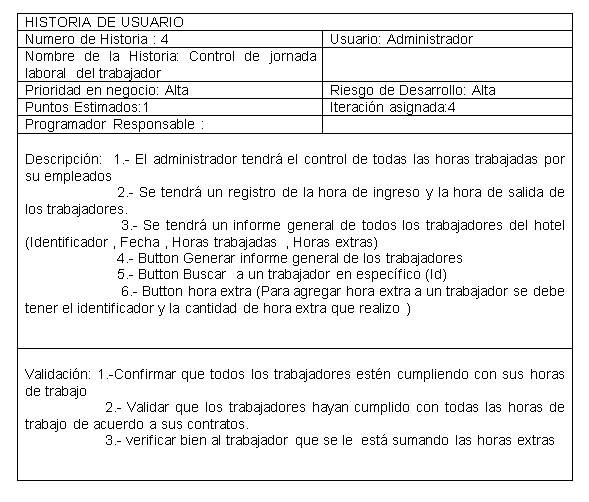 HISTORIA DE USUARIO
Numero de Historia : 4 Usuario: Administrador
Nombre de la Historia: Control de jornada
laboral del trabajador
Prioridad en negocio: Alta Riesgo de Desarrollo: Alta
Puntos Estimados:1 Iteración asignada:4
Programador Responsable :
Descripción: 1.- El administrador tendrá el control de todas las horas trabajadas por
su empleados
2.- Se tendrá un registro de la hora de ingreso y la hora de salida de
los trabajadores.
3.- Se tendrá un informe general de todos los trabajadores del hotel
(Identificador , Fecha , Horas trabajadas , Horas extras)
4.- Button Generar informe general de los trabajadores
5.- Button Buscar a un trabajador en específico (Id)
6.- Button hora extra (Para agregar hora extra a un trabajador se debe
tener el identificador y la cantidad de hora extra que realizo )
Validación: 1.-Confirmar que todos los trabajadores estén cumpliendo con sus horas
de trabajo
2.- Validar que los trabajadores hayan cumplido con todas las horas de
trabajo de acuerdo a sus contratos.
3.- verificar bien al trabajador que se le está sumando las horas extras